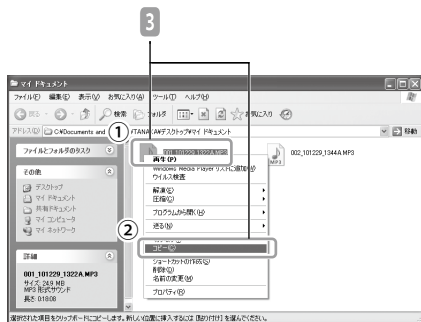 3
マイ ドキュメント
ファイル(F) 編集(E) 表示(V) お気に入り(A) ツール(T) ヘルプ(H)
戻る 検索 フォルダ お気に入り
アドレス(D) C:¥Documents and ① ¥デスクトップ¥マイ ドキュメント 移動
ファイルとフォルダのタスク
001_101229_1322A.MP3
002_101229_1344A.MP3
再生(P)
Windows Media Player リストに追加(W)
ウイルス検査
解凍(E)
圧縮(C)
プログラムから開く(H)
送る(N)
②
コピー(C)
ショートカットの作成(S)
削除(D)
名前の変更(M)
プロパティ(R)
その他
デスクトップ
マイ ドキュメント
共有ドキュメント
マイ コンピュータ
マイ ネットワーク
詳細
001_101229_1322A.MP3
サイズ: 24.9 MB
MP3 形式サウンド
長さ: 0:18:08
選択された項目をクリップボードにコピーします。新しい位置に挿入するには [貼り付け] を選んでください。